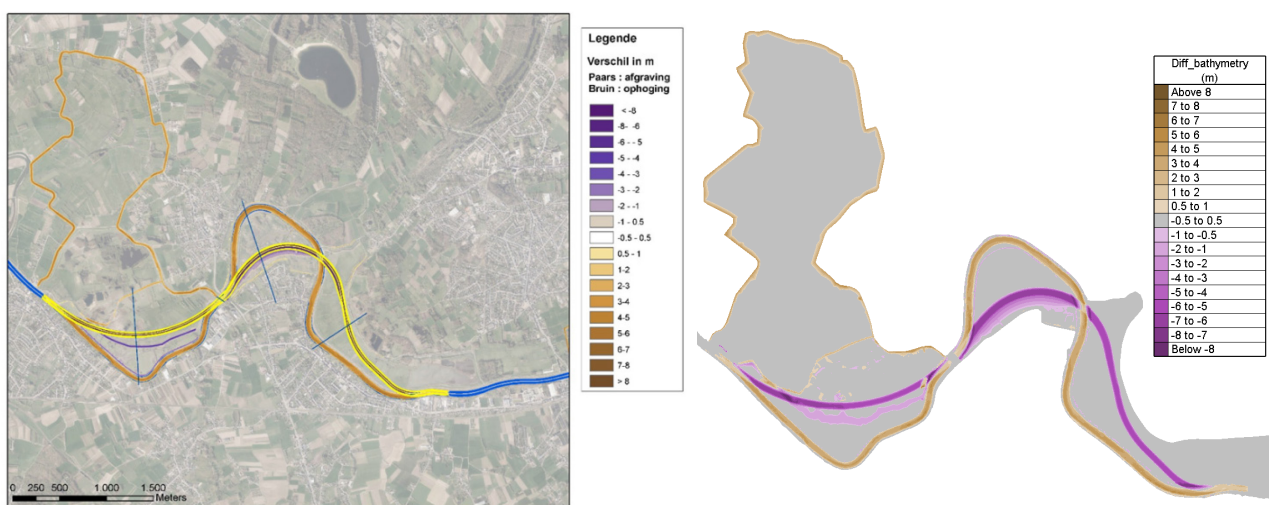 Legende
Verschil in m
Paars : afgraving
Bruin : ophoging
< -8
-8- -6
-6 - -5
-5 - -4
-4 - -3
-3 - -2
-2 - -1
-1 - 0.5
-0.5 - 0.5
0.5 - 1
1-2
2-3
3-4
4-5
5-6
6-7
7-8
> 8
0 250 500 1.000 1.500
Meters
Diff_bathymetry
(m)
Above 8
7 to 8
6 to 7
5 to 6
4 to 5
3 to 4
2 to 3
1 to 2
0.5 to 1
-0.5 to 0.5
-1 to -0.5
-2 to -1
-3 to -2
-4 to -3
-5 to -4
-6 to -5
-7 to -6
-8 to -7
Below -8